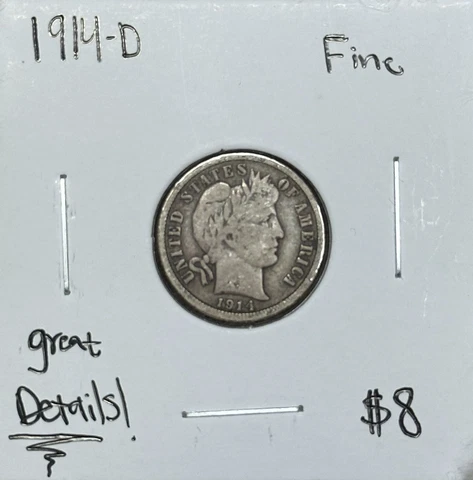 1914-D
Fine
UNITED STATES OF AMERICA
1914
great
Details!
$8